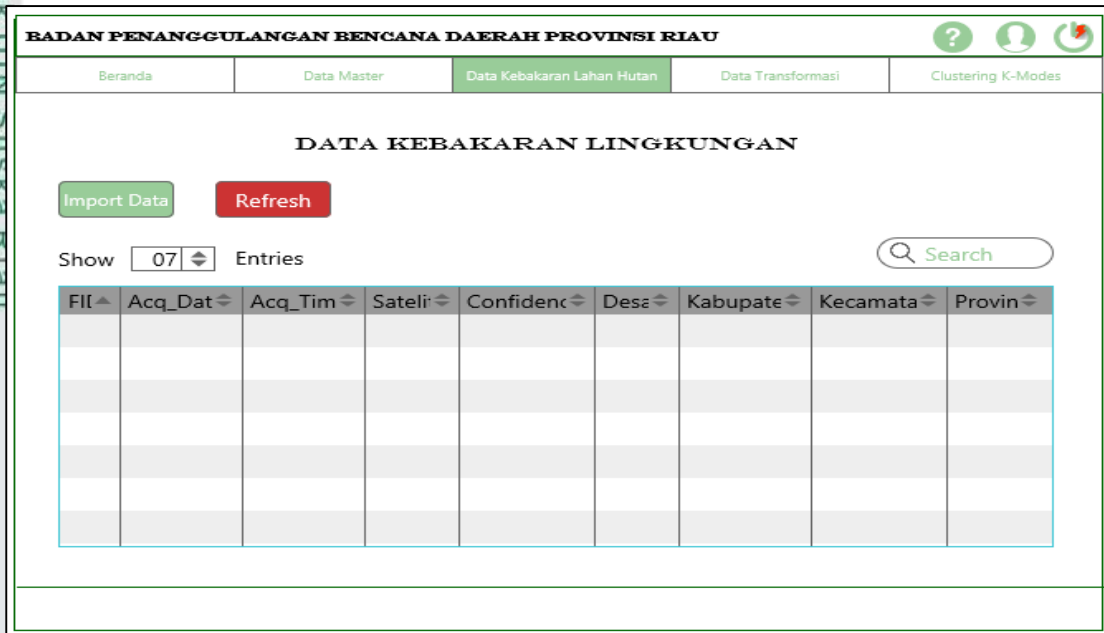 BADAN PENANGGULANGAN BENCANA DAERAH PROVINSI RIAU ?
Beranda Data Master Data Kebakaran Lahan Hutan Data Transformasi Clustering K-Modes
DATA KEBAKARAN LINGKUNGAN
Import Data Refresh
Show 07 Entries Search
Acq_Dat Acq_Tim Satelit Confidenc Desa Kabupate Kecamata Provin